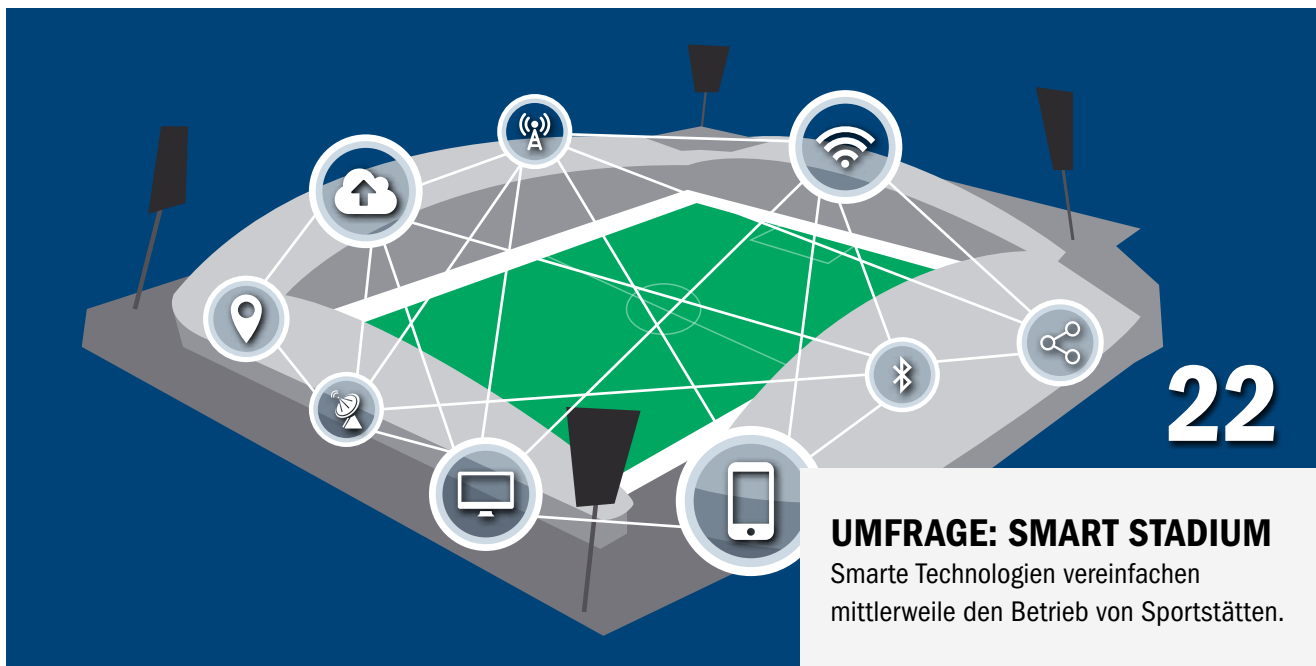 22
UMFRAGE: SMART STADIUM
Smarte Technologien vereinfachen
mittlerweile den Betrieb von Sportstätten.